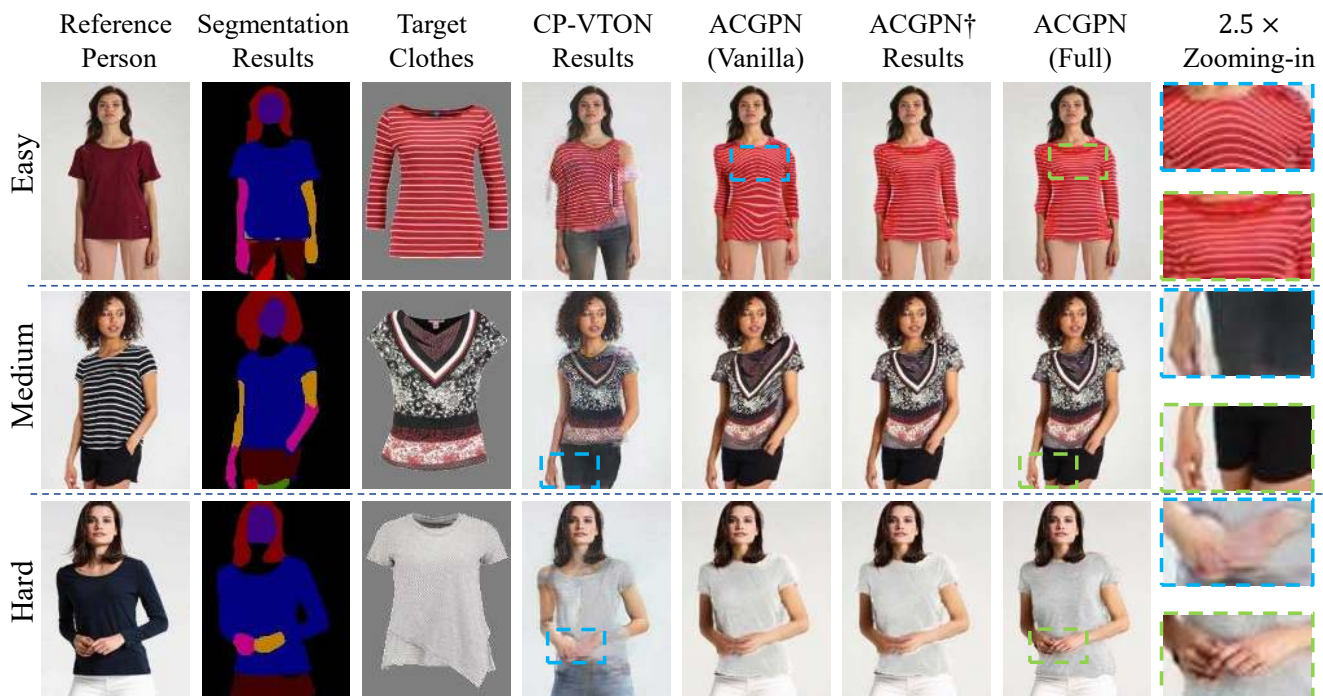 Reference Person
Segmentation Results
Target Clothes
CP-VTON Results
ACGPN (Vanilla)
ACGPN† Results
ACGPN (Full)
2.5 × Zooming-in
Easy
Medium
Hard